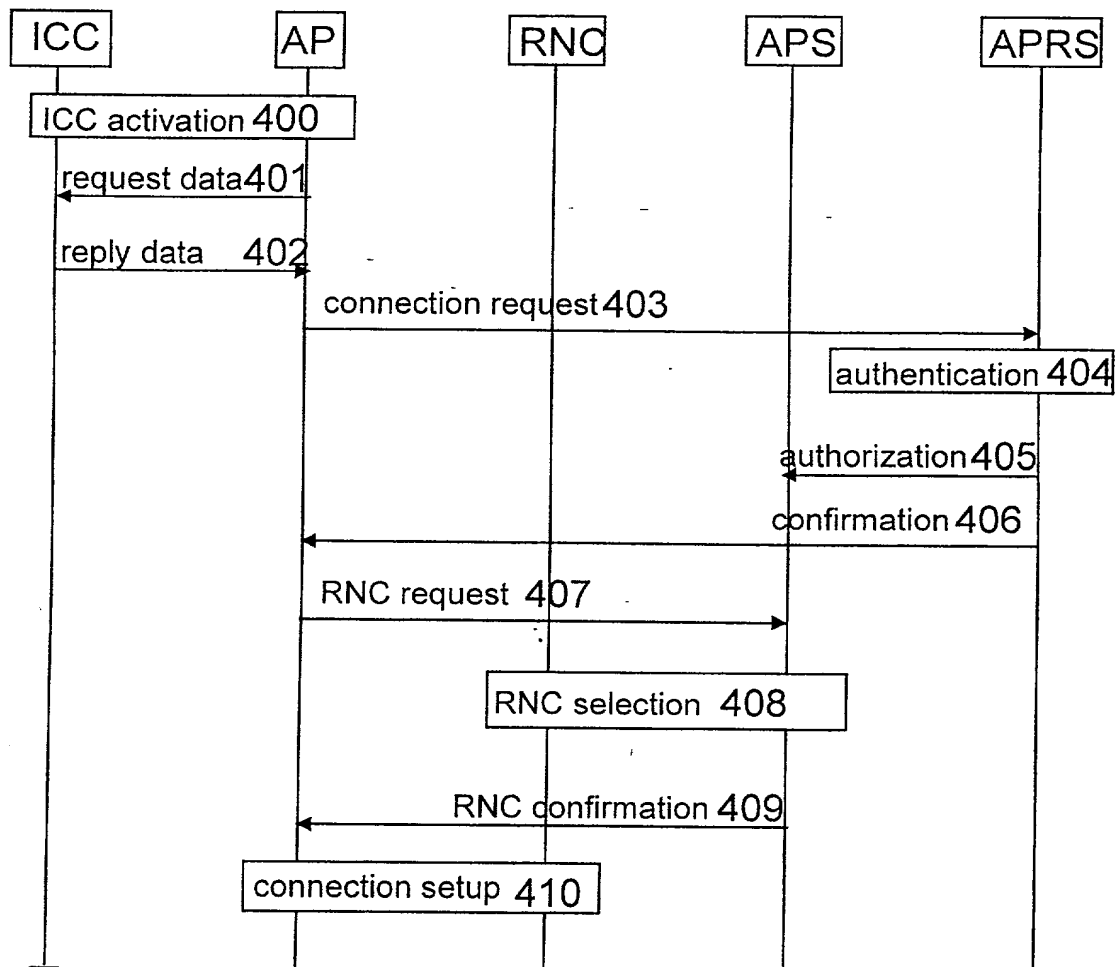 ICC AP RNC APS APRS
ICC activation 400
request data 401
reply data 402
connection request 403
authentication 404
authorization 405
confirmation 406
RNC request 407
RNC selection 408
RNC confirmation 409
connection setup 410